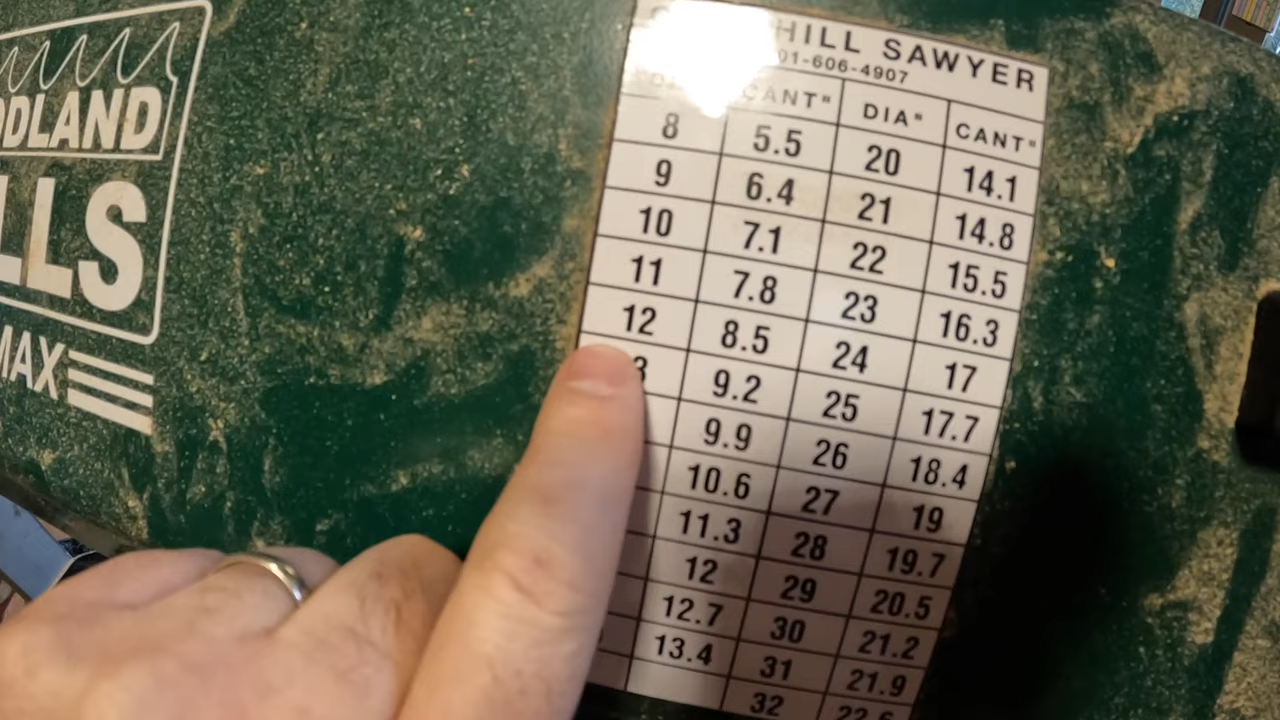 ODLAND
LLS
MAX
HILL SAWYER
01-606-4907
CANT" DIA" CANT"
8 5.5 20 14.1
9 6.4 21 14.8
10 7.1 22 15.5
11 7.8 23 16.3
12 8.5 24 17
3 9.2 25 17.7
9.9 26 18.4
10.6 27 19
11.3 28 19.7
12 29 20.5
12.7 30 21.2
13.4 31 21.9
32 22.6